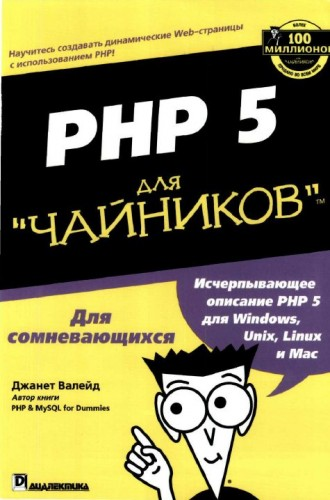 Научитесь создавать динамические Web-страницы
с использованием PHP!
БОЛЕЕ
100
МИЛЛИОНОВ
"ЧАЙНИКОВ"
PHP 5
ДЛЯ
"ЧАЙНИКОВ"™
Исчерпывающее
описание PHP 5
для Windows,
Unix, Linux
и Mac
Для
сомневающихся
Джанет Валейд
Автор книги
PHP & MySQL for Dummies
ДИАЛЕКТИКА